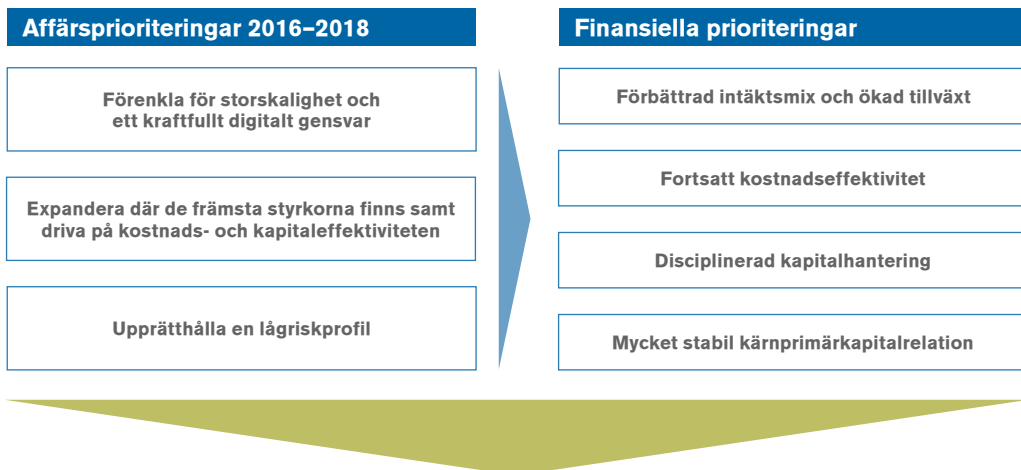 Affärsprioriteringar 2016–2018
Förenkla för storskalighet och
ett kraftfullt digitalt gensvar
Expandera där de främsta styrkorna finns samt
driva på kostnads- och kapitaleffektiviteten
Upprätthålla en lågriskprofil
Finansiella prioriteringar
Förbättrad intäktsmix och ökad tillväxt
Fortsatt kostnadseffektivitet
Disciplinerad kapitalhantering
Mycket stabil kärnprimärkapitalrelation